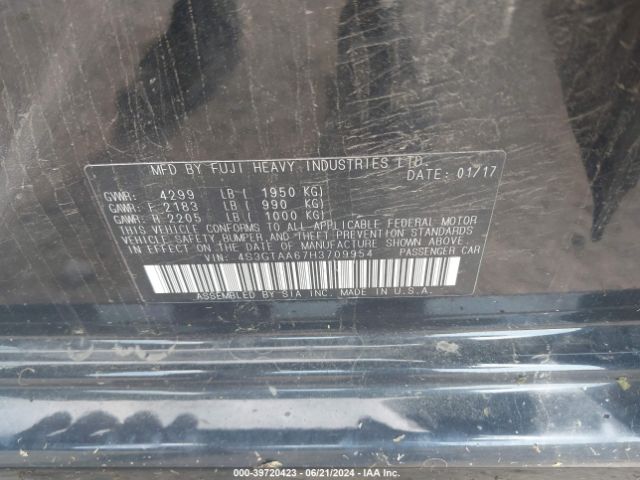 MFD BY FUJI HEAVY INDUSTRIES LTD.
DATE: 01/17
GVWR: 4299 LB ( 1950 KG)
GAWR: F 2183 LB ( 990 KG)
GAWR: R 2205 LB ( 1000 KG)
THIS VEHICLE CONFORMS TO ALL APPLICABLE FEDERAL MOTOR
VEHICLE SAFETY, BUMPER AND THEFT PREVENTION STANDARDS
IN EFFECT ON THE DATE OF MANUFACTURE SHOWN ABOVE.
VIN: 4S3GTAA67H3709954 PASSENGER CAR
ASSEMBLED BY SIA INC. MADE IN U.S.A.
000-39720423 - 06/21/2024 - IAA Inc.